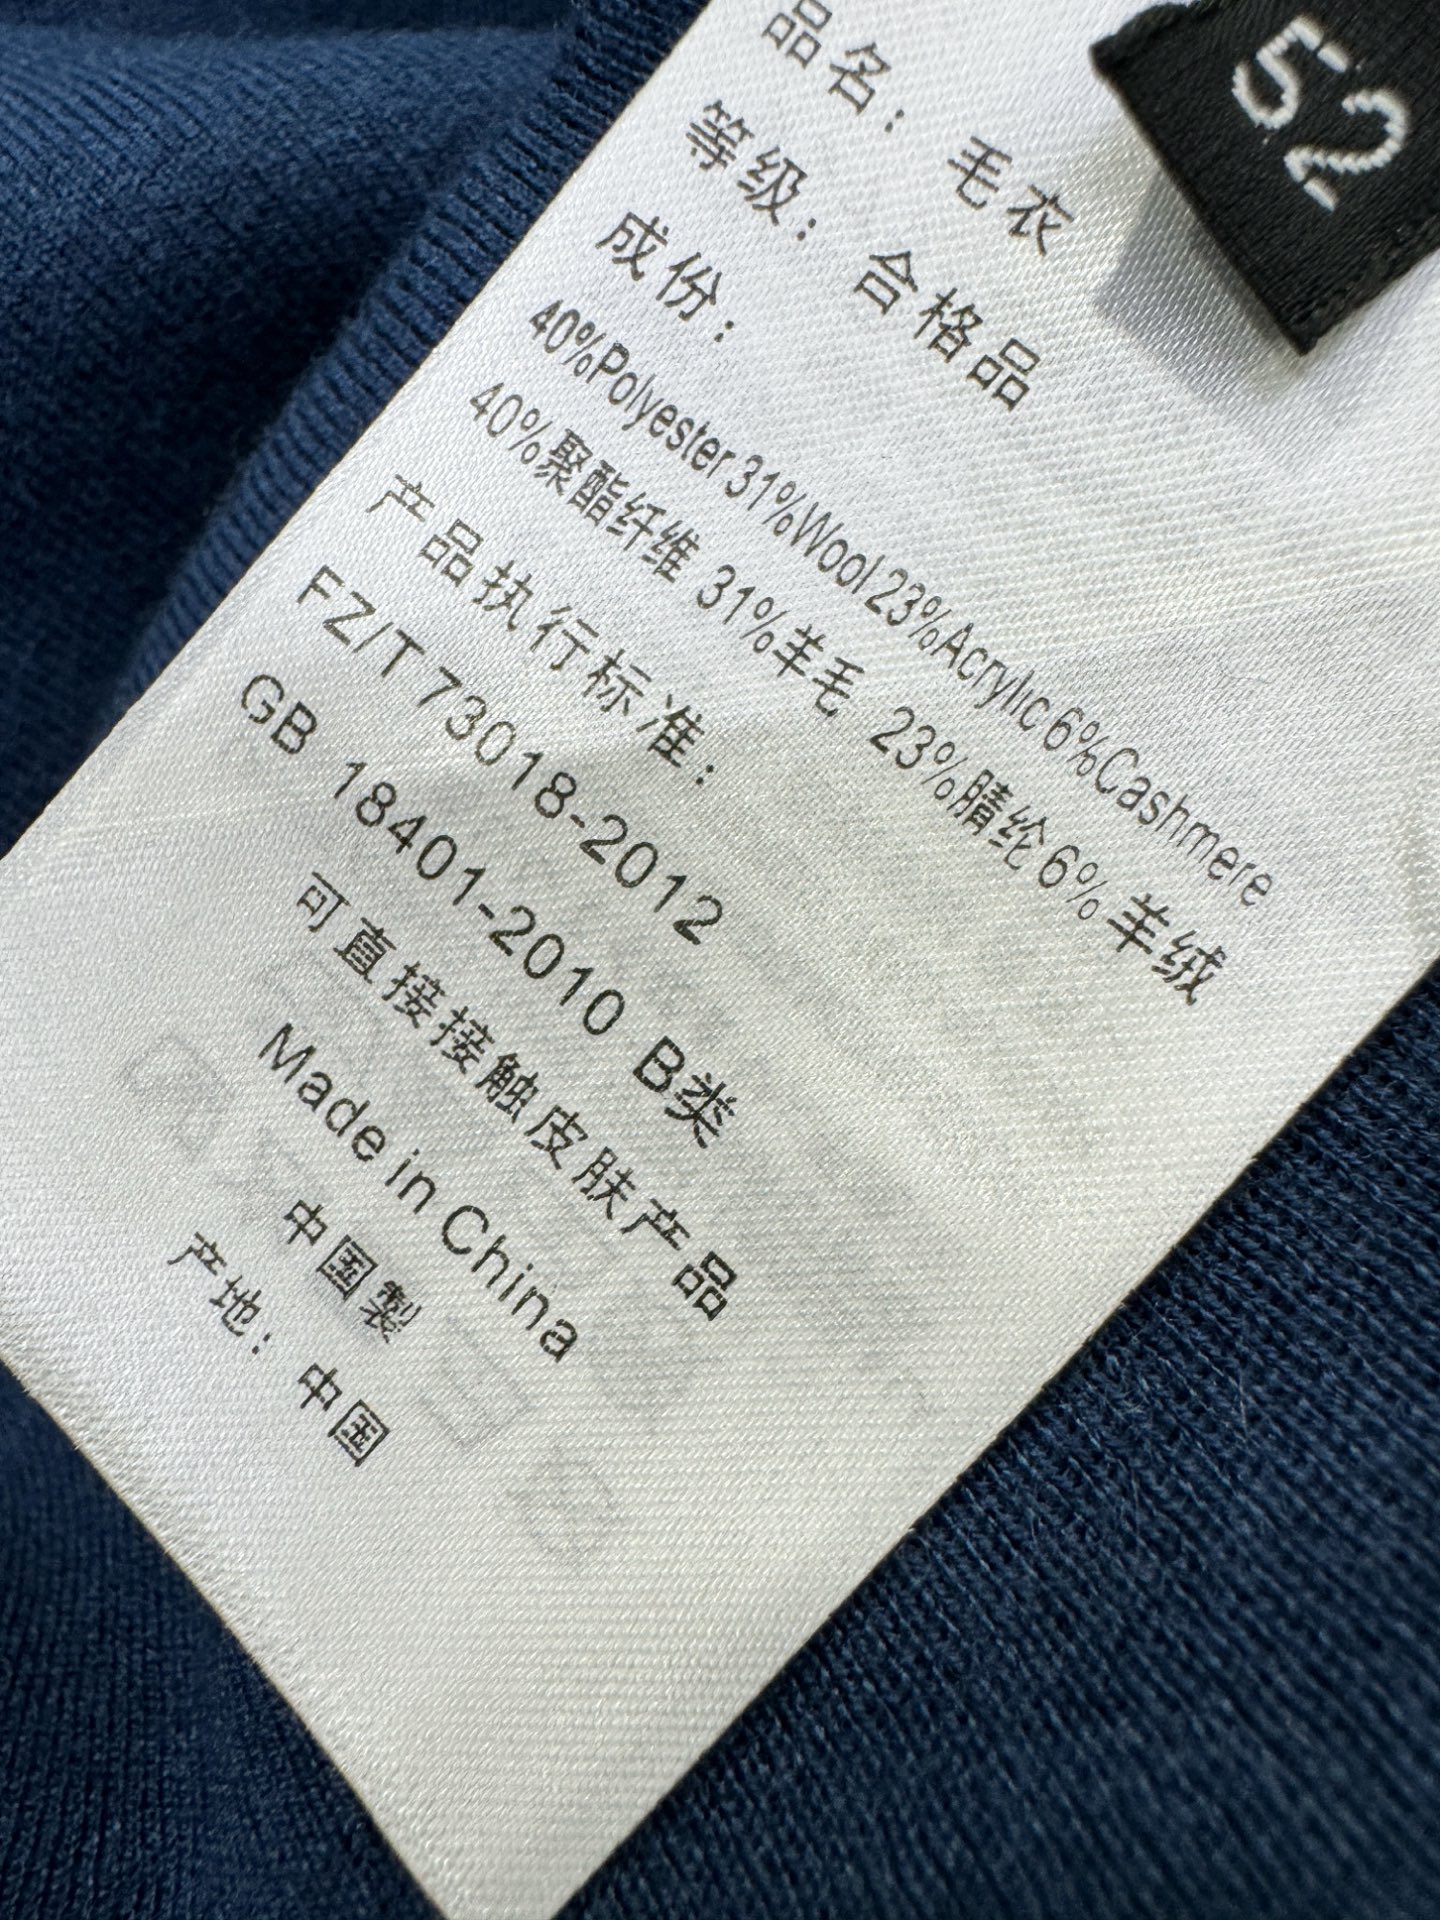 52
品名：毛衣
等级：合格品
成份：
40%Polyester 31%Wool 23%Acrylic 6%Cashmere
40%聚酯纤维 31%羊毛 23%腈纶 6%羊绒
产品执行标准：
FZ/T 73018-2012
GB 18401-2010 B类
可直接接触皮肤产品
Made in China
中国製
产地：中国